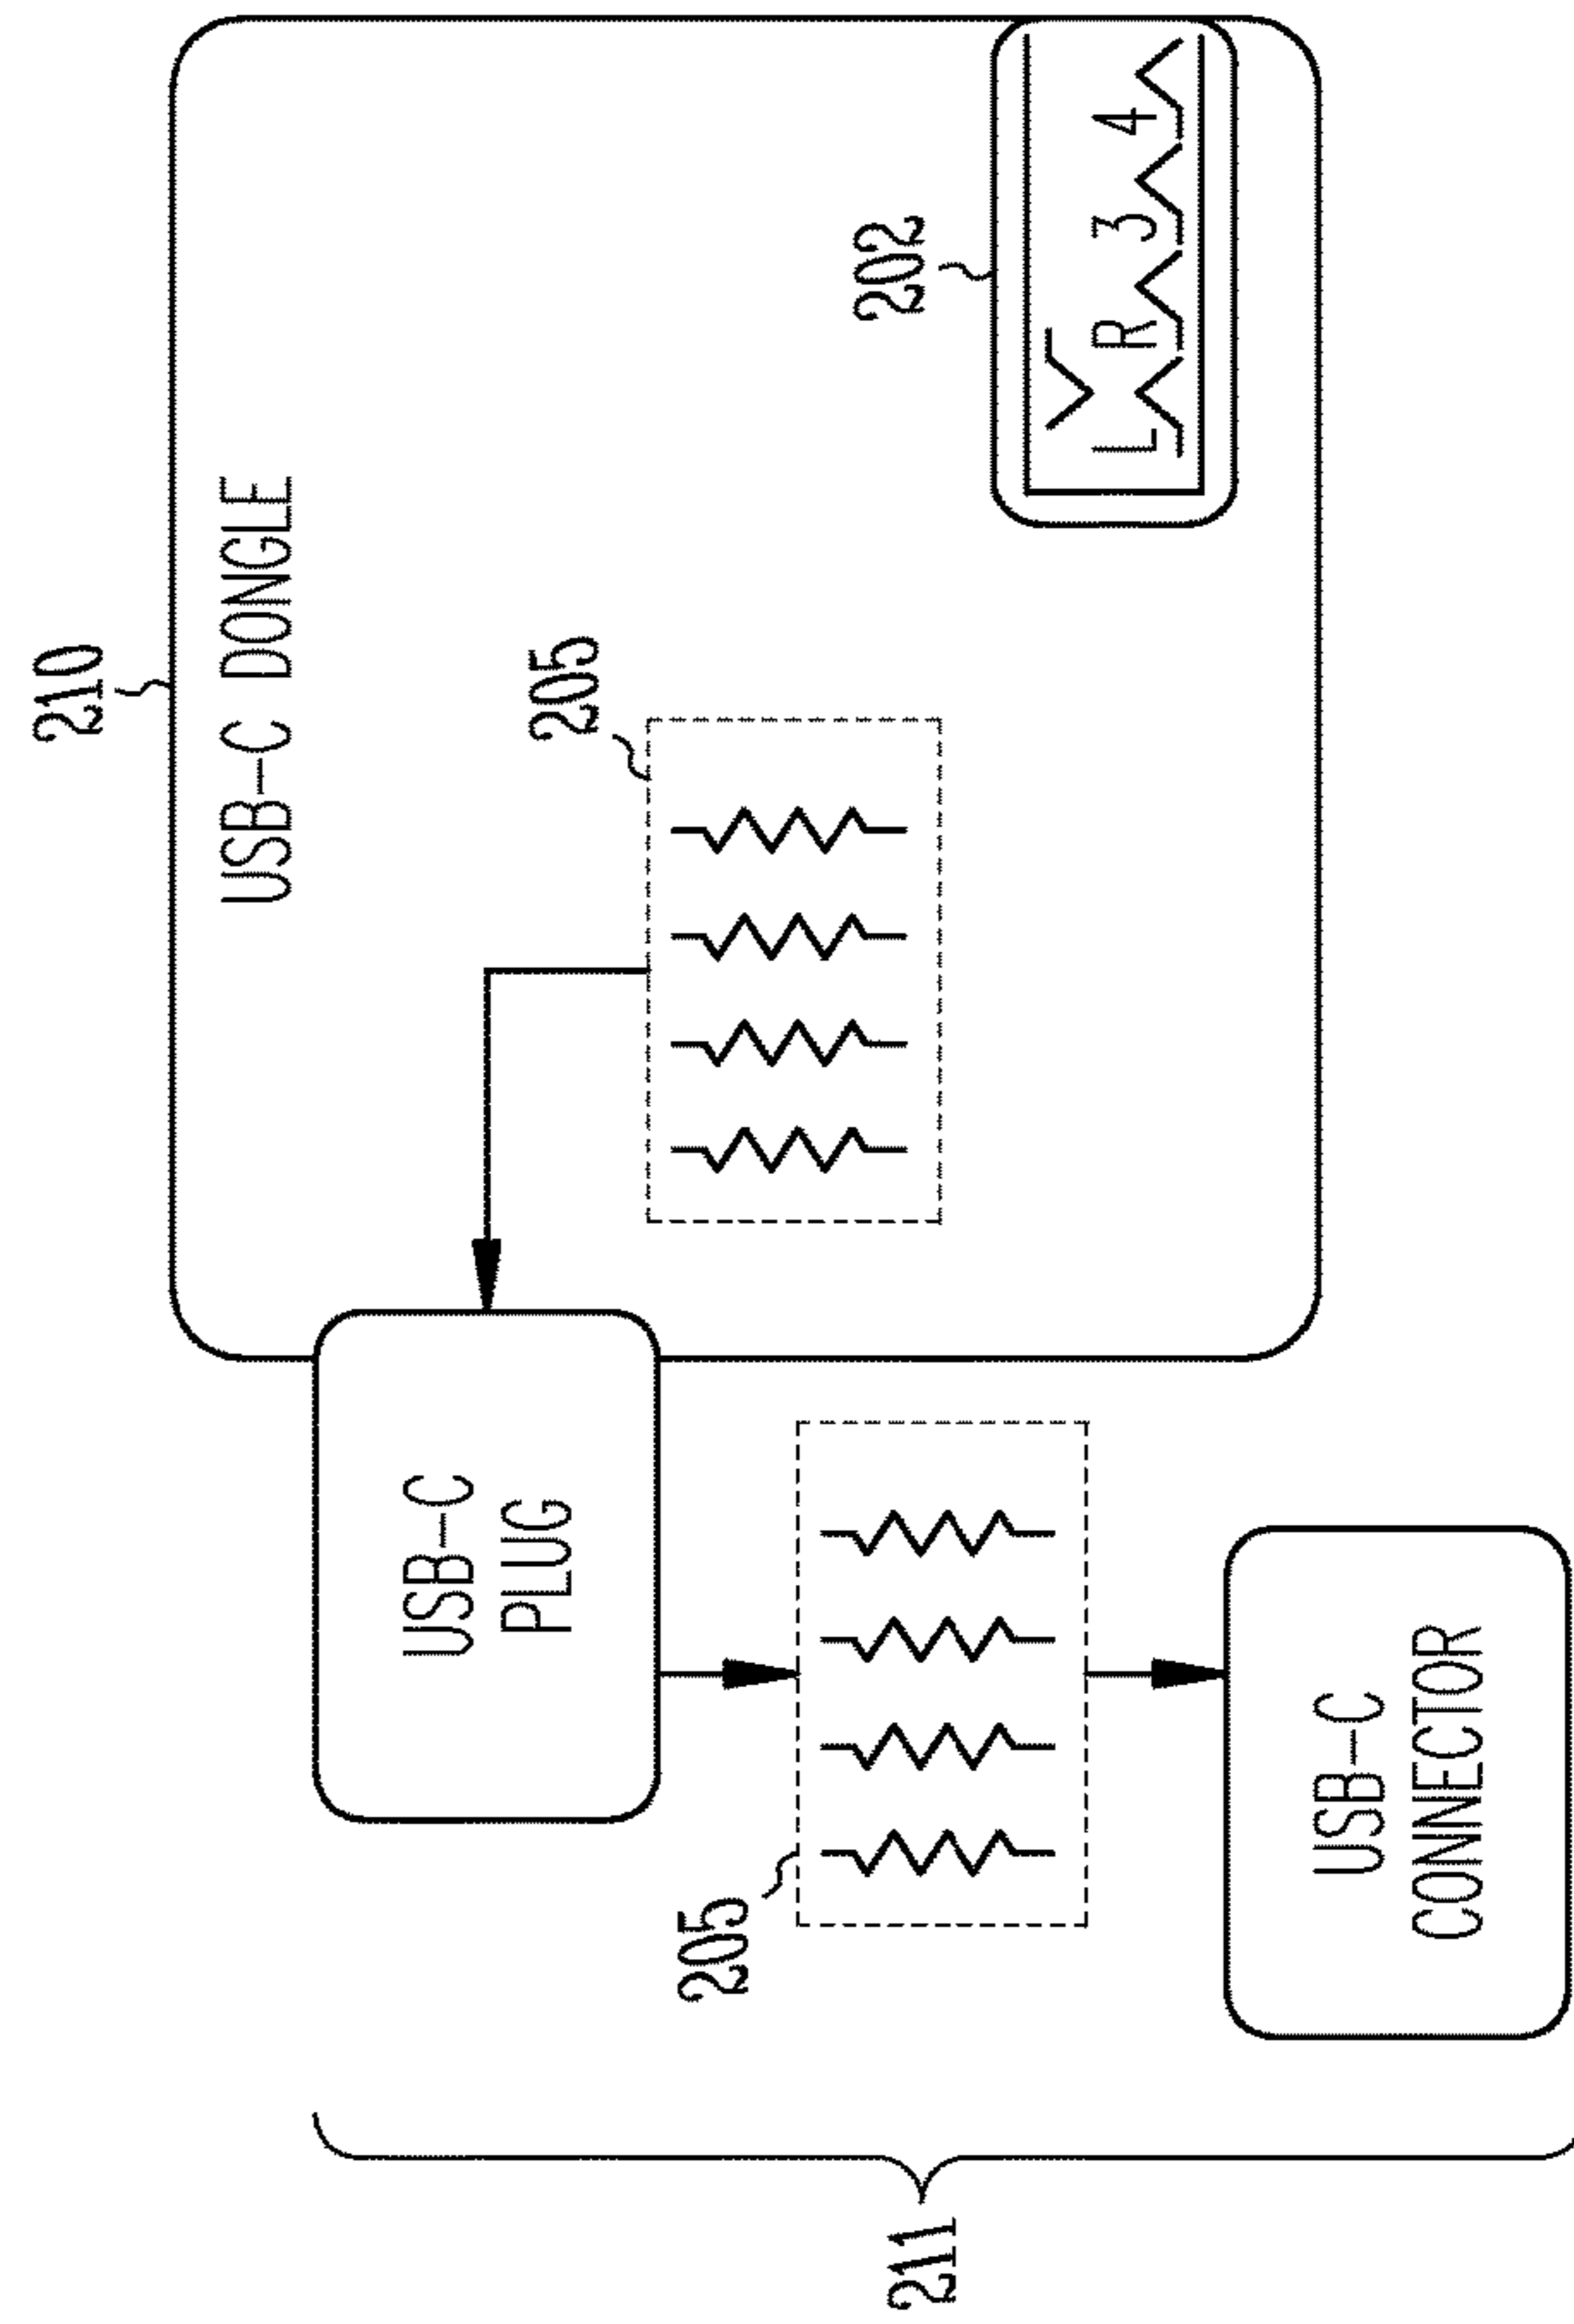 210
USB-C DONGLE
USB-C
PLUG
205
205
202
211
L R 3 4
USB-C
CONNECTOR